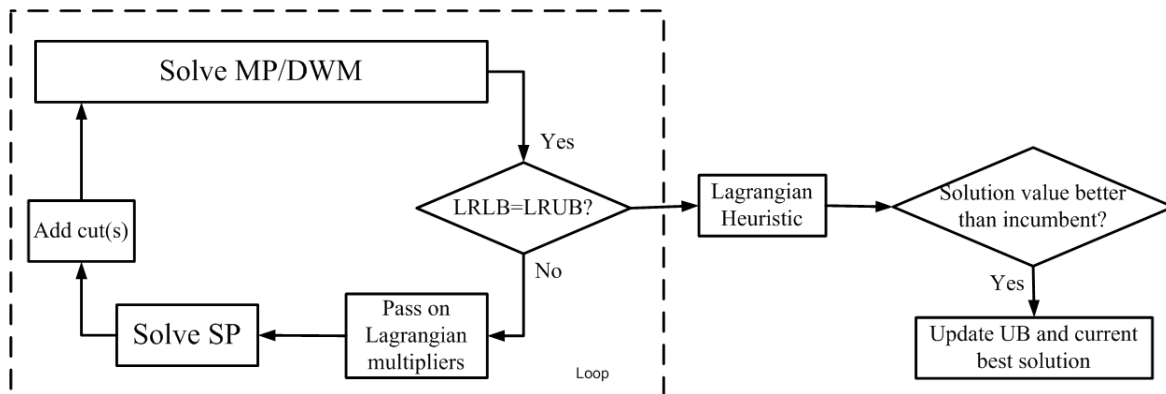 Solve MP/DWM
Yes
LRLB=LRUB?
No
Pass on
Lagrangian
multipliers
Solve SP
Add cut(s)
Loop
Lagrangian
Heuristic
Solution value better
than incumbent?
Yes
Update UB and current
best solution